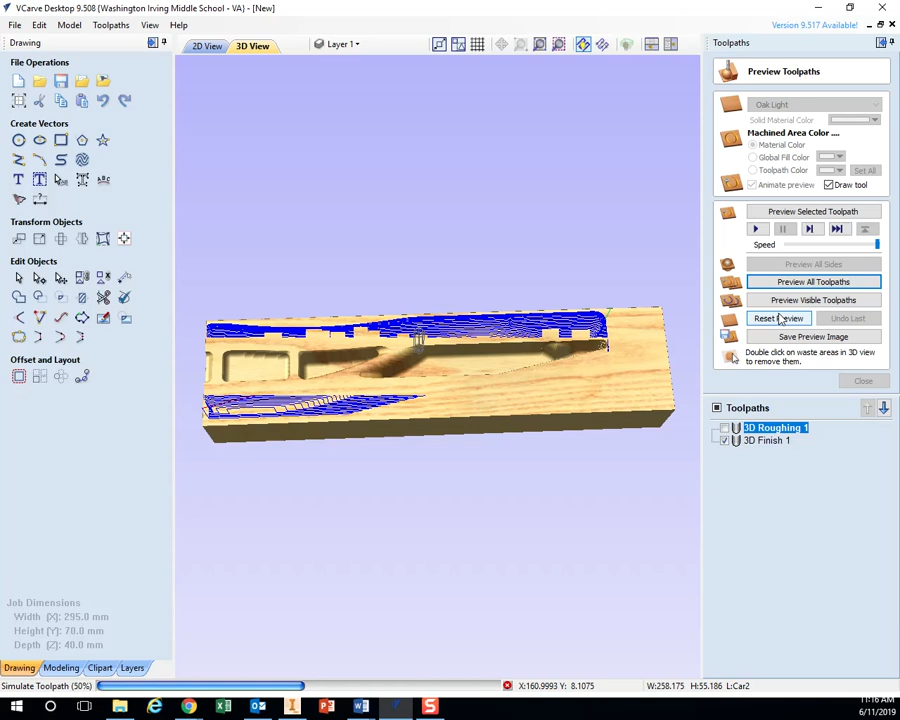 VCarve Desktop 9.508 {Washington Irving Middle School - VA} - [New]
File Edit Model Toolpaths View Help
Version 9.517 Available!
Drawing
2D View 3D View Layer 1
Toolpaths
File Operations
Create Vectors
Transform Objects
Edit Objects
Offset and Layout
Job Dimensions
Width (X): 295.0 mm
Height (Y): 70.0 mm
Depth (Z): 40.0 mm
Drawing Modeling Clipart Layers
Preview Toolpaths
Oak Light
Solid Material Color
Machined Area Color ....
Material Color
Global Fill Color
Toolpath Color Set All
Animate preview Draw tool
Preview Selected Toolpath
Speed
Preview All Sides
Preview All Toolpaths
Preview Visible Toolpaths
Reset Preview Undo Last
Save Preview Image
Double click on waste areas in 3D view
to remove them.
Close
Toolpaths
3D Roughing 1
3D Finish 1
Simulate Toolpath (50%)
X:160.9993 Y: 8.1075
W:258.175 H:55.186 L:Car2
11:16 AM
6/11/2019